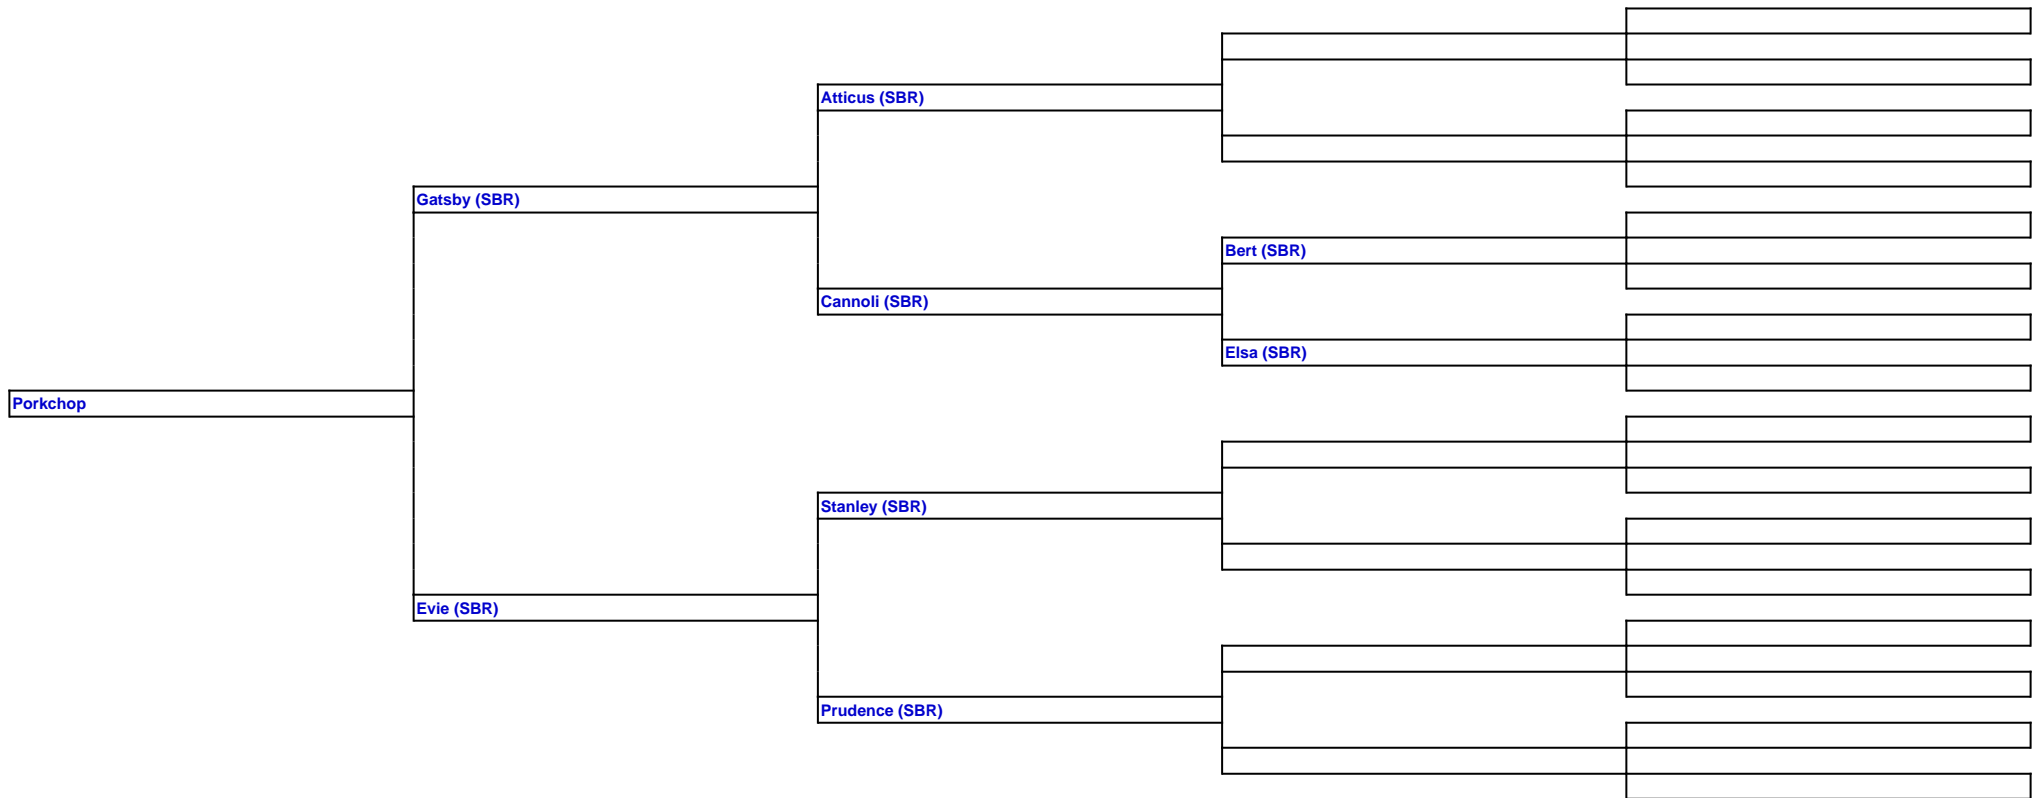 Atticus (SBR)
Gatsby (SBR)
Bert (SBR)
Cannoli (SBR)
Elsa (SBR)
Porkchop
Stanley (SBR)
Evie (SBR)
Prudence (SBR)